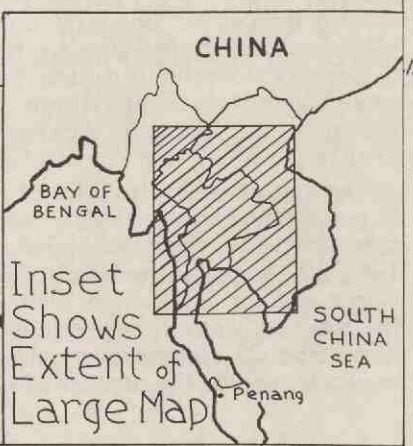 CHINA
BAY OF
BENGAL
Inset
Shows
Extent of
Large Map
SOUTH
CHINA
SEA
Penang